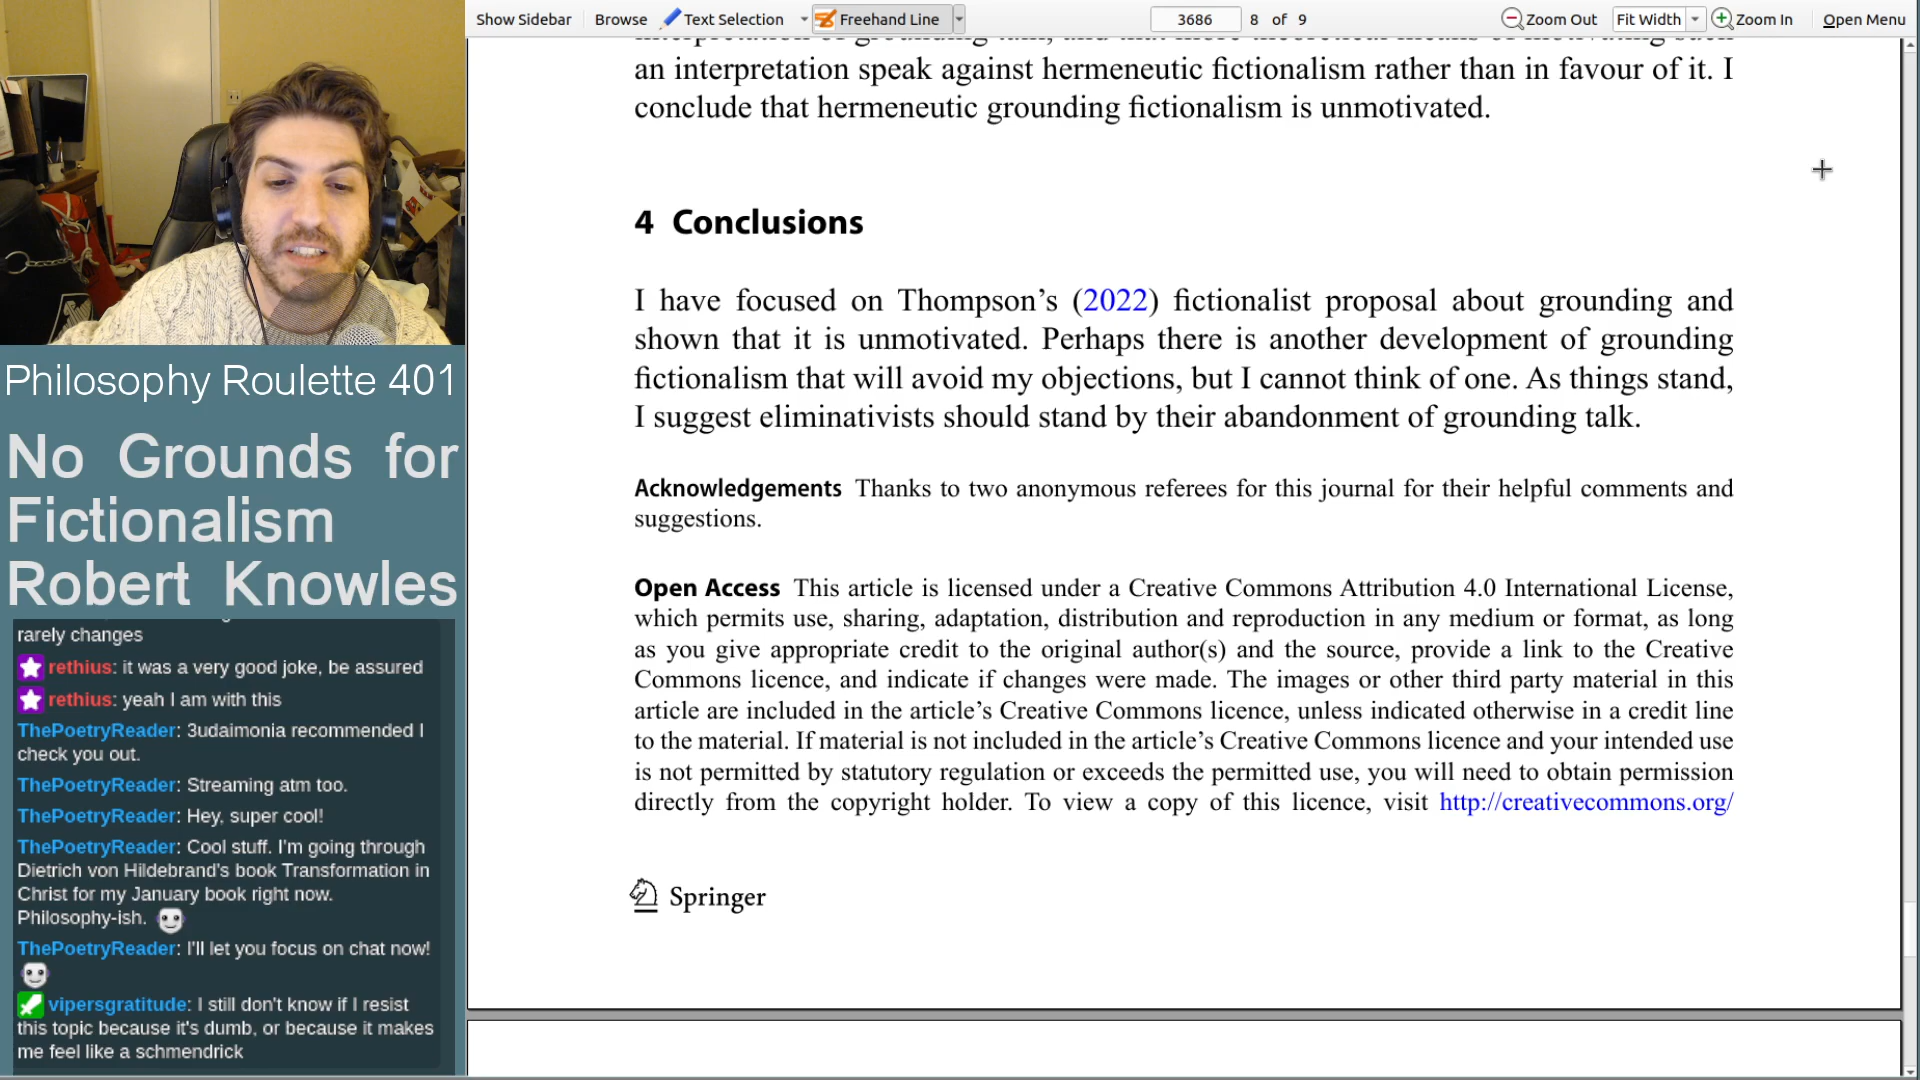 Show Sidebar
Browse
Text Selection
Freehand Line
3686
8 of 9
Zoom Out
Fit Width
Zoom In
Open Menu
an interpretation speak against hermeneutic fictionalism rather than in favour of it. I
conclude that hermeneutic grounding fictionalism is unmotivated.
4 Conclusions
I have focused on Thompson's (2022) fictionalist proposal about grounding and
shown that it is unmotivated. Perhaps there is another development of grounding
fictionalism that will avoid my objections, but I cannot think of one. As things stand,
I suggest eliminativists should stand by their abandonment of grounding talk.
Acknowledgements Thanks to two anonymous referees for this journal for their helpful comments and
suggestions.
Open Access This article is licensed under a Creative Commons Attribution 4.0 International License,
which permits use, sharing, adaptation, distribution and reproduction in any medium or format, as long
as you give appropriate credit to the original author(s) and the source, provide a link to the Creative
Commons licence, and indicate if changes were made. The images or other third party material in this
article are included in the article's Creative Commons licence, unless indicated otherwise in a credit line
to the material. If material is not included in the article's Creative Commons licence and your intended use
is not permitted by statutory regulation or exceeds the permitted use, you will need to obtain permission
directly from the copyright holder. To view a copy of this licence, visit http://creativecommons.org/
Springer
Philosophy Roulette 401
No Grounds for
Fictionalism
Robert Knowles
rarely changes
rethius: it was a very good joke, be assured
rethius: yeah I am with this
ThePoetryReader: 3udaimonia recommended I
check you out.
ThePoetryReader: Streaming atm too.
ThePoetryReader: Hey, super cool!
ThePoetryReader: Cool stuff. I'm going through
Dietrich von Hildebrand's book Transformation in
Christ for my January book right now.
Philosophy-ish.
ThePoetryReader: I'll let you focus on chat now!
vipersgratitude: I still don't know if I resist
this topic because it's dumb, or because it makes
me feel like a schmendrick